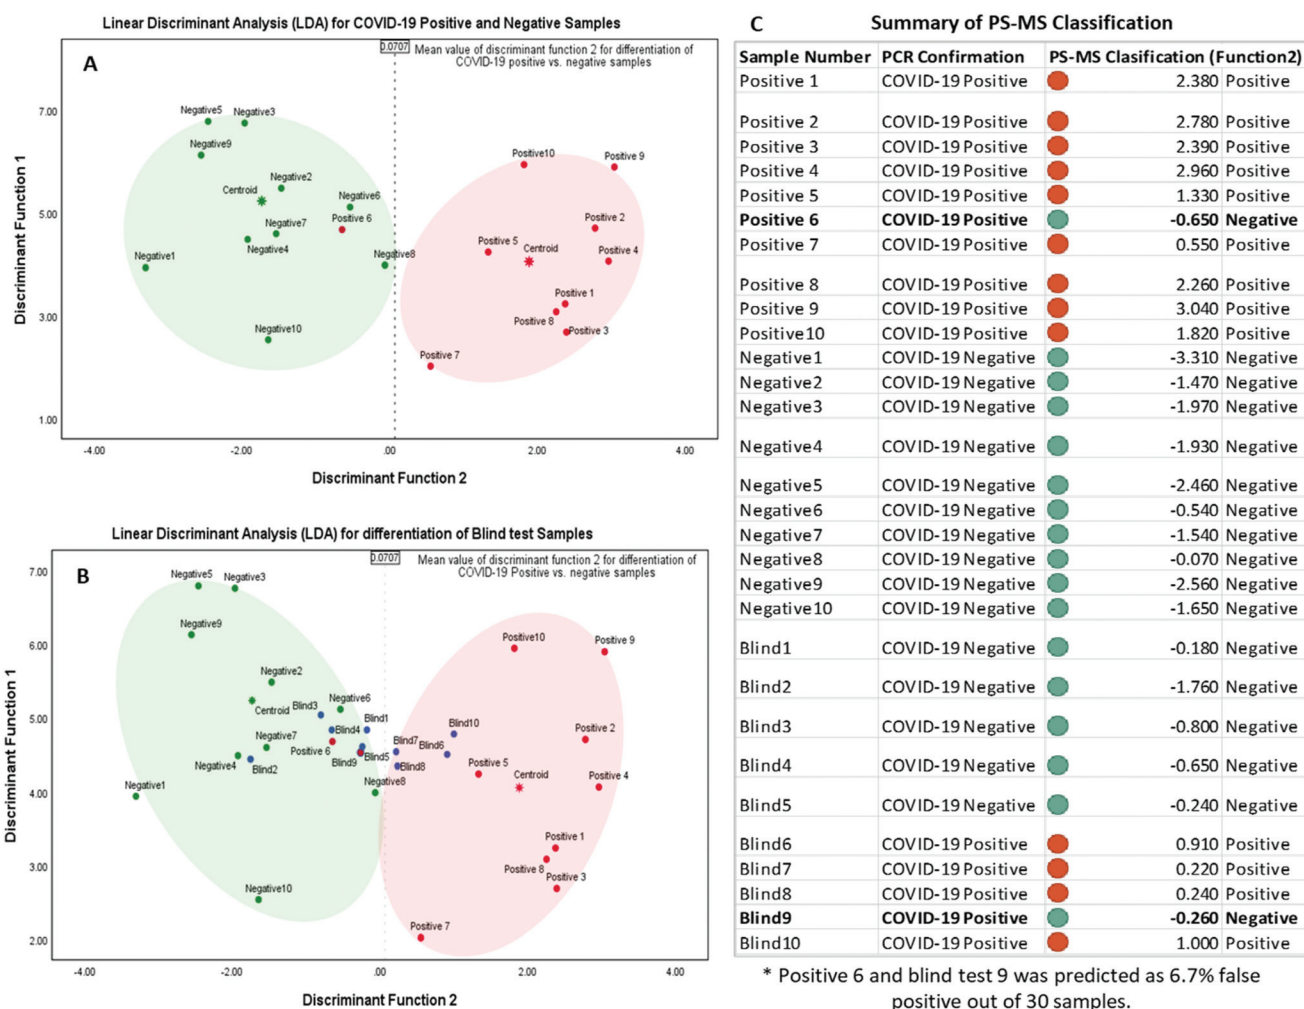 Linear Discriminant Analysis (LDA) for COVID-19 Positive and Negative Samples
A
0.0707
Mean value of discriminant function 2 for differentiation of
COVID-19 positive vs. negative samples
Discriminant Function 1
7.00
5.00
3.00
1.00
Negative5
Negative3
Negative9
Negative2
Centroid
Negative6
Positive 6
Negative7
Negative4
Negative8
Negative1
Negative10
Positive10
Positive 9
Positive 2
Positive 5
Centroid
Positive 4
Positive 1
Positive 8
Positive 3
Positive 7
-4.00
-2.00
.00
2.00
4.00
Discriminant Function 2
Linear Discriminant Analysis (LDA) for differentiation of Blind test Samples
B
0.0707
Mean value of discriminant function 2 for differentiation of
COVID-19 Positive vs. negative samples
Discriminant Function 1
7.00
6.00
5.00
4.00
3.00
2.00
Negative5
Negative3
Negative9
Negative2
Centroid
Blind3
Negative6
Blind1
Blind4
Negative7
Positive 6
Negative4
Blind2
Blind9
Blind5
Negative8
Negative1
Negative10
Blind10
Blind7
Blind6
Blind8
Positive10
Positive 9
Positive 2
Positive 5
Centroid
Positive 4
Positive 1
Positive 8
Positive 3
Positive 7
-4.00
-2.00
.00
2.00
4.00
Discriminant Function 2
C
Summary of PS-MS Classification
Sample Number PCR Confirmation PS-MS Clasification (Function2)
Positive 1 COVID-19 Positive 2.380 Positive
Positive 2 COVID-19 Positive 2.780 Positive
Positive 3 COVID-19 Positive 2.390 Positive
Positive 4 COVID-19 Positive 2.960 Positive
Positive 5 COVID-19 Positive 1.330 Positive
Positive 6 COVID-19 Positive -0.650 Negative
Positive 7 COVID-19 Positive 0.550 Positive
Positive 8 COVID-19 Positive 2.260 Positive
Positive 9 COVID-19 Positive 3.040 Positive
Positive10 COVID-19 Positive 1.820 Positive
Negative1 COVID-19 Negative -3.310 Negative
Negative2 COVID-19 Negative -1.470 Negative
Negative3 COVID-19 Negative -1.970 Negative
Negative4 COVID-19 Negative -1.930 Negative
Negative5 COVID-19 Negative -2.460 Negative
Negative6 COVID-19 Negative -0.540 Negative
Negative7 COVID-19 Negative -1.540 Negative
Negative8 COVID-19 Negative -0.070 Negative
Negative9 COVID-19 Negative -2.560 Negative
Negative10 COVID-19 Negative -1.650 Negative
Blind1 COVID-19 Negative -0.180 Negative
Blind2 COVID-19 Negative -1.760 Negative
Blind3 COVID-19 Negative -0.800 Negative
Blind4 COVID-19 Negative -0.650 Negative
Blind5 COVID-19 Negative -0.240 Negative
Blind6 COVID-19 Positive 0.910 Positive
Blind7 COVID-19 Positive 0.220 Positive
Blind8 COVID-19 Positive 0.240 Positive
Blind9 COVID-19 Positive -0.260 Negative
Blind10 COVID-19 Positive 1.000 Positive
* Positive 6 and blind test 9 was predicted as 6.7% false
positive out of 30 samples.